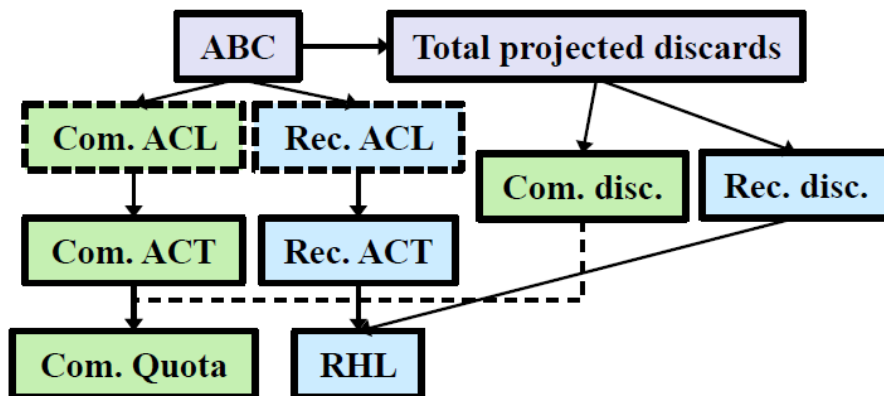 ABC
Total projected discards
Com. ACL
Rec. ACL
Com. disc.
Rec. disc.
Com. ACT
Rec. ACT
Com. Quota
RHL